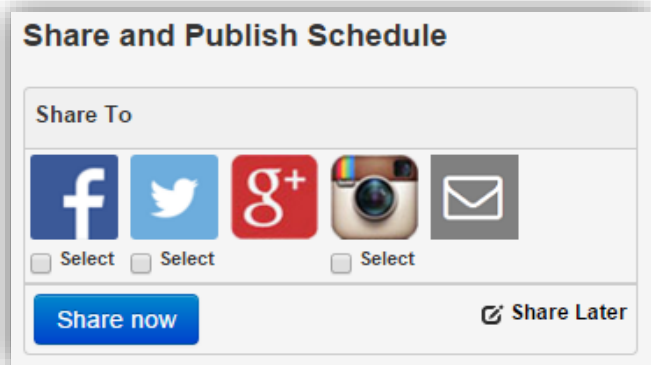 Share and Publish Schedule
Share To
f g+
Select Select Select
Share now Share Later